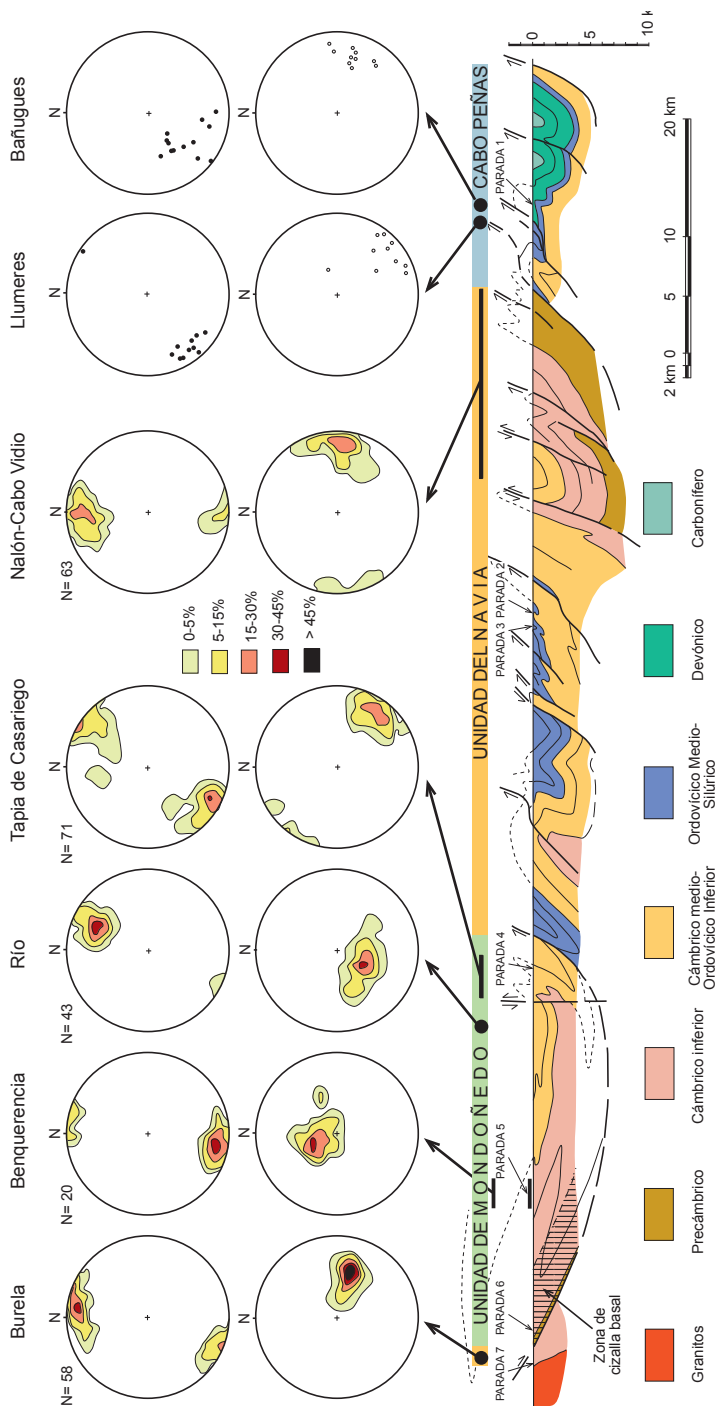 Burela
Benquerencia
Río
Tapia de Casariego
Nalón-Cabo Vidio
Llumeres
Bañugues
N= 58
N
N= 20
N
N= 43
N
N= 71
N
N= 63
N
N
N
N
N
N
N
N
N
N
0-5%
5-15%
15-30%
30-45%
> 45%
UNIDAD DE MONDOÑEDO
UNIDAD DEL NAVIA
CABO PEÑAS
PARADA 7
PARADA 6
PARADA 5
PARADA 4
PARADA 3
PARADA 2
PARADA 1
0
5
10 k
Zona de
cizalla basal
2 km 0
5
10
20 km
Granitos
Precámbrico
Cámbrico inferior
Cámbrico medio-
Ordovícico Inferior
Ordovícico Medio-
Silúrico
Devónico
Carbonífero